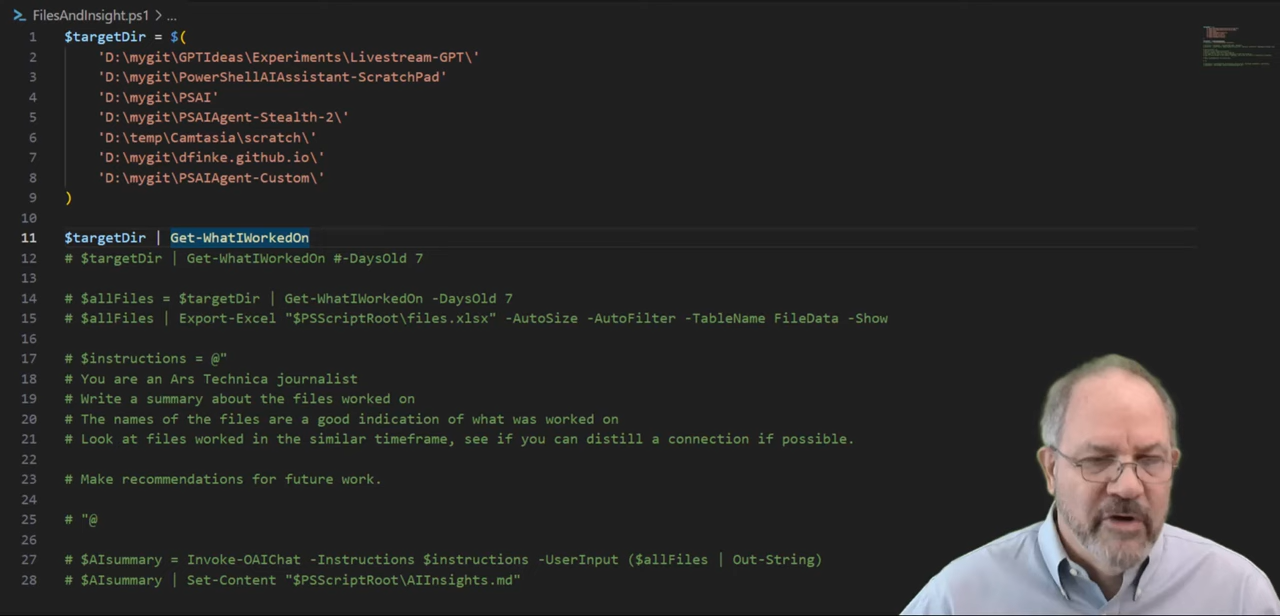 FilesAndInsight.ps1 > ...
1 $targetDir = $(
2 'D:\mygit\GPTIdeas\Experiments\Livestream-GPT\'
3 'D:\mygit\PowerShellAIAssistant-ScratchPad'
4 'D:\mygit\PSAI'
5 'D:\mygit\PSAIAgent-Stealth-2\'
6 'D:\temp\Camtasia\scratch\'
7 'D:\mygit\dfinke.github.io\'
8 'D:\mygit\PSAIAgent-Custom\'
9 )
10
11 $targetDir | Get-WhatIWorkedOn
12 # $targetDir | Get-WhatIWorkedOn #-DaysOld 7
13
14 # $allFiles = $targetDir | Get-WhatIWorkedOn -DaysOld 7
15 # $allFiles | Export-Excel "$PSScriptRoot\files.xlsx" -AutoSize -AutoFilter -TableName FileData -Show
16
17 # $instructions = @"
18 # You are an Ars Technica journalist
19 # Write a summary about the files worked on
20 # The names of the files are a good indication of what was worked on
21 # Look at files worked in the similar timeframe, see if you can distill a connection if possible.
22
23 # Make recommendations for future work.
24
25 # "@
26
27 # $AIsummary = Invoke-OAIChat -Instructions $instructions -UserInput ($allFiles | Out-String)
28 # $AIsummary | Set-Content "$PSScriptRoot\AIInsights.md"